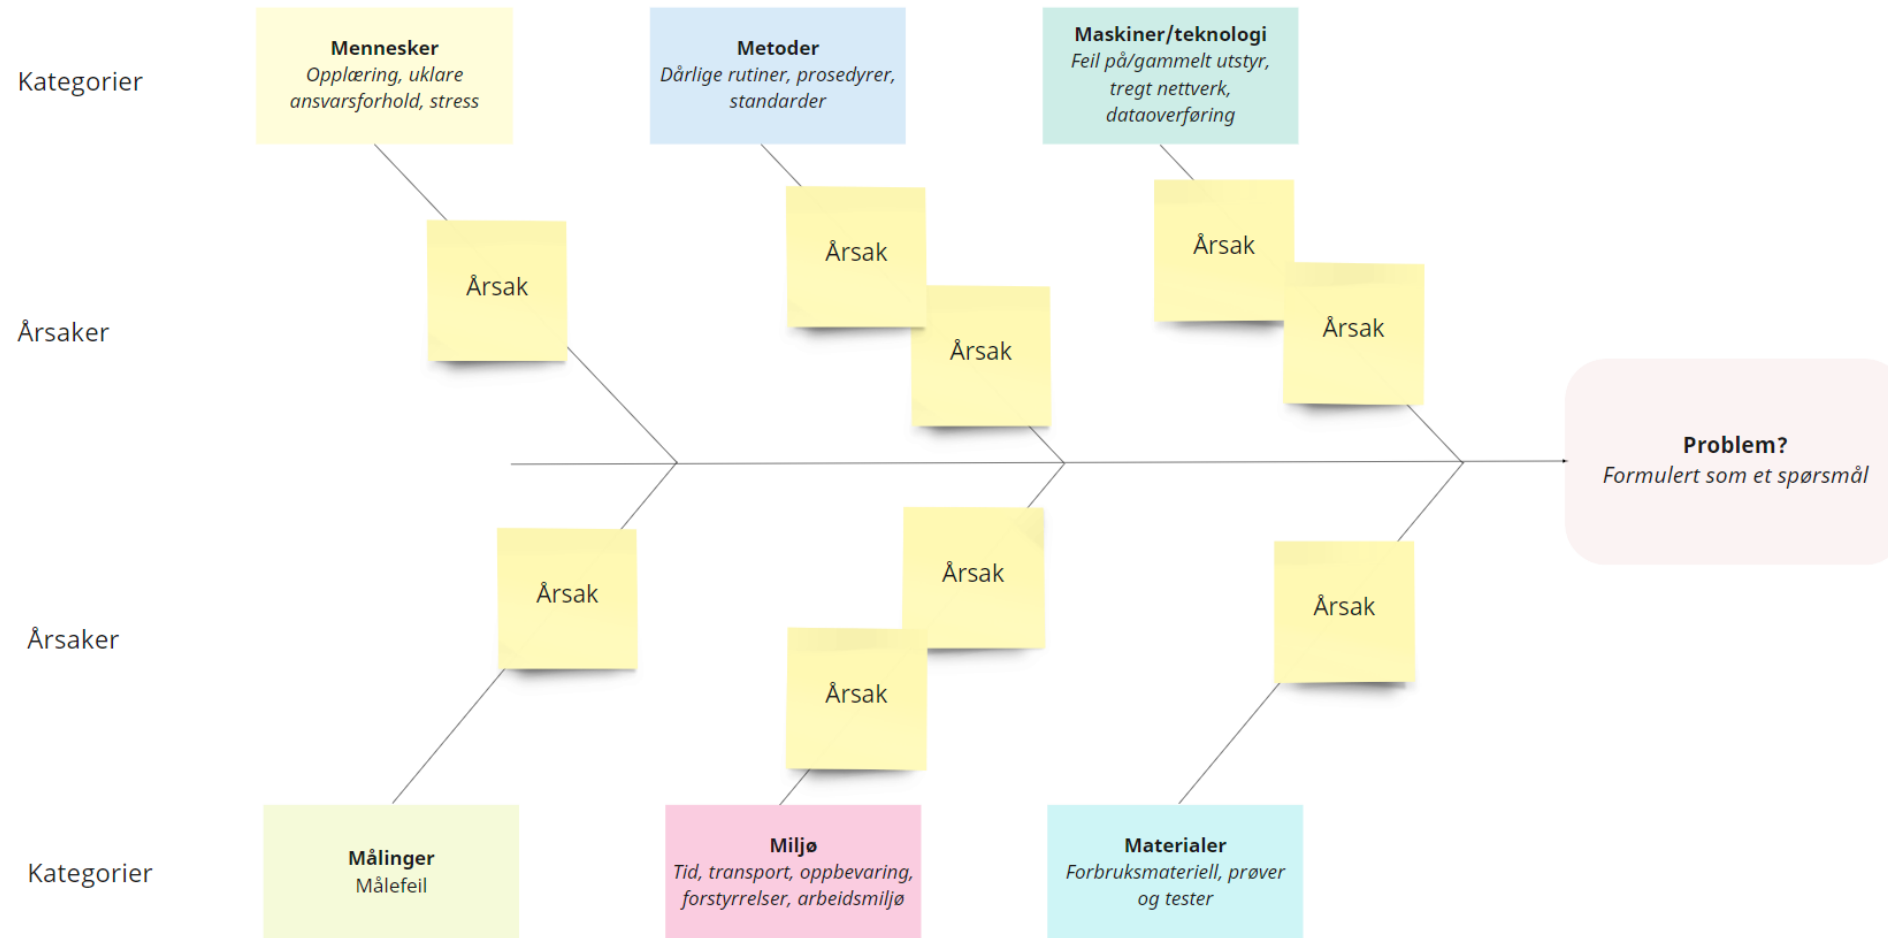 Kategorier
Mennesker
Opplæring, uklare
ansvarsforhold, stress
Metoder
Dårlige rutiner, prosedyrer,
standarder
Maskiner/teknologi
Feil på/gammelt utstyr,
tregt nettverk,
dataoverføring
Årsaker
Årsak
Årsak
Årsak
Årsak
Årsak
Problem?
Formulert som et spørsmål
Årsaker
Årsak
Årsak
Årsak
Årsak
Kategorier
Målinger
Målefeil
Miljø
Tid, transport, oppbevaring,
forstyrrelser, arbeidsmiljø
Materialer
Forbruksmateriell, prøver
og tester